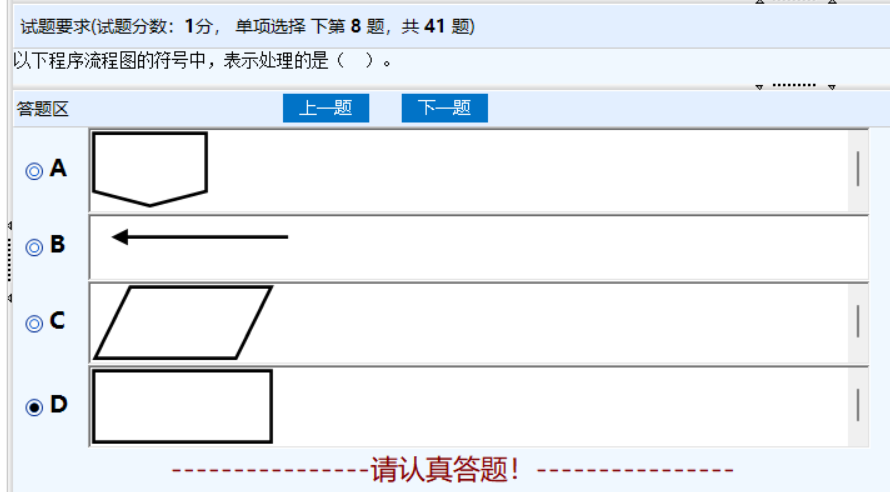 试题要求(试题分数：1分， 单项选择 下第 8 题，共 41 题)
以下程序流程图的符号中，表示处理的是（ ）。
答题区 上一题 下一题
A
B
C
D
----------------请认真答题！----------------